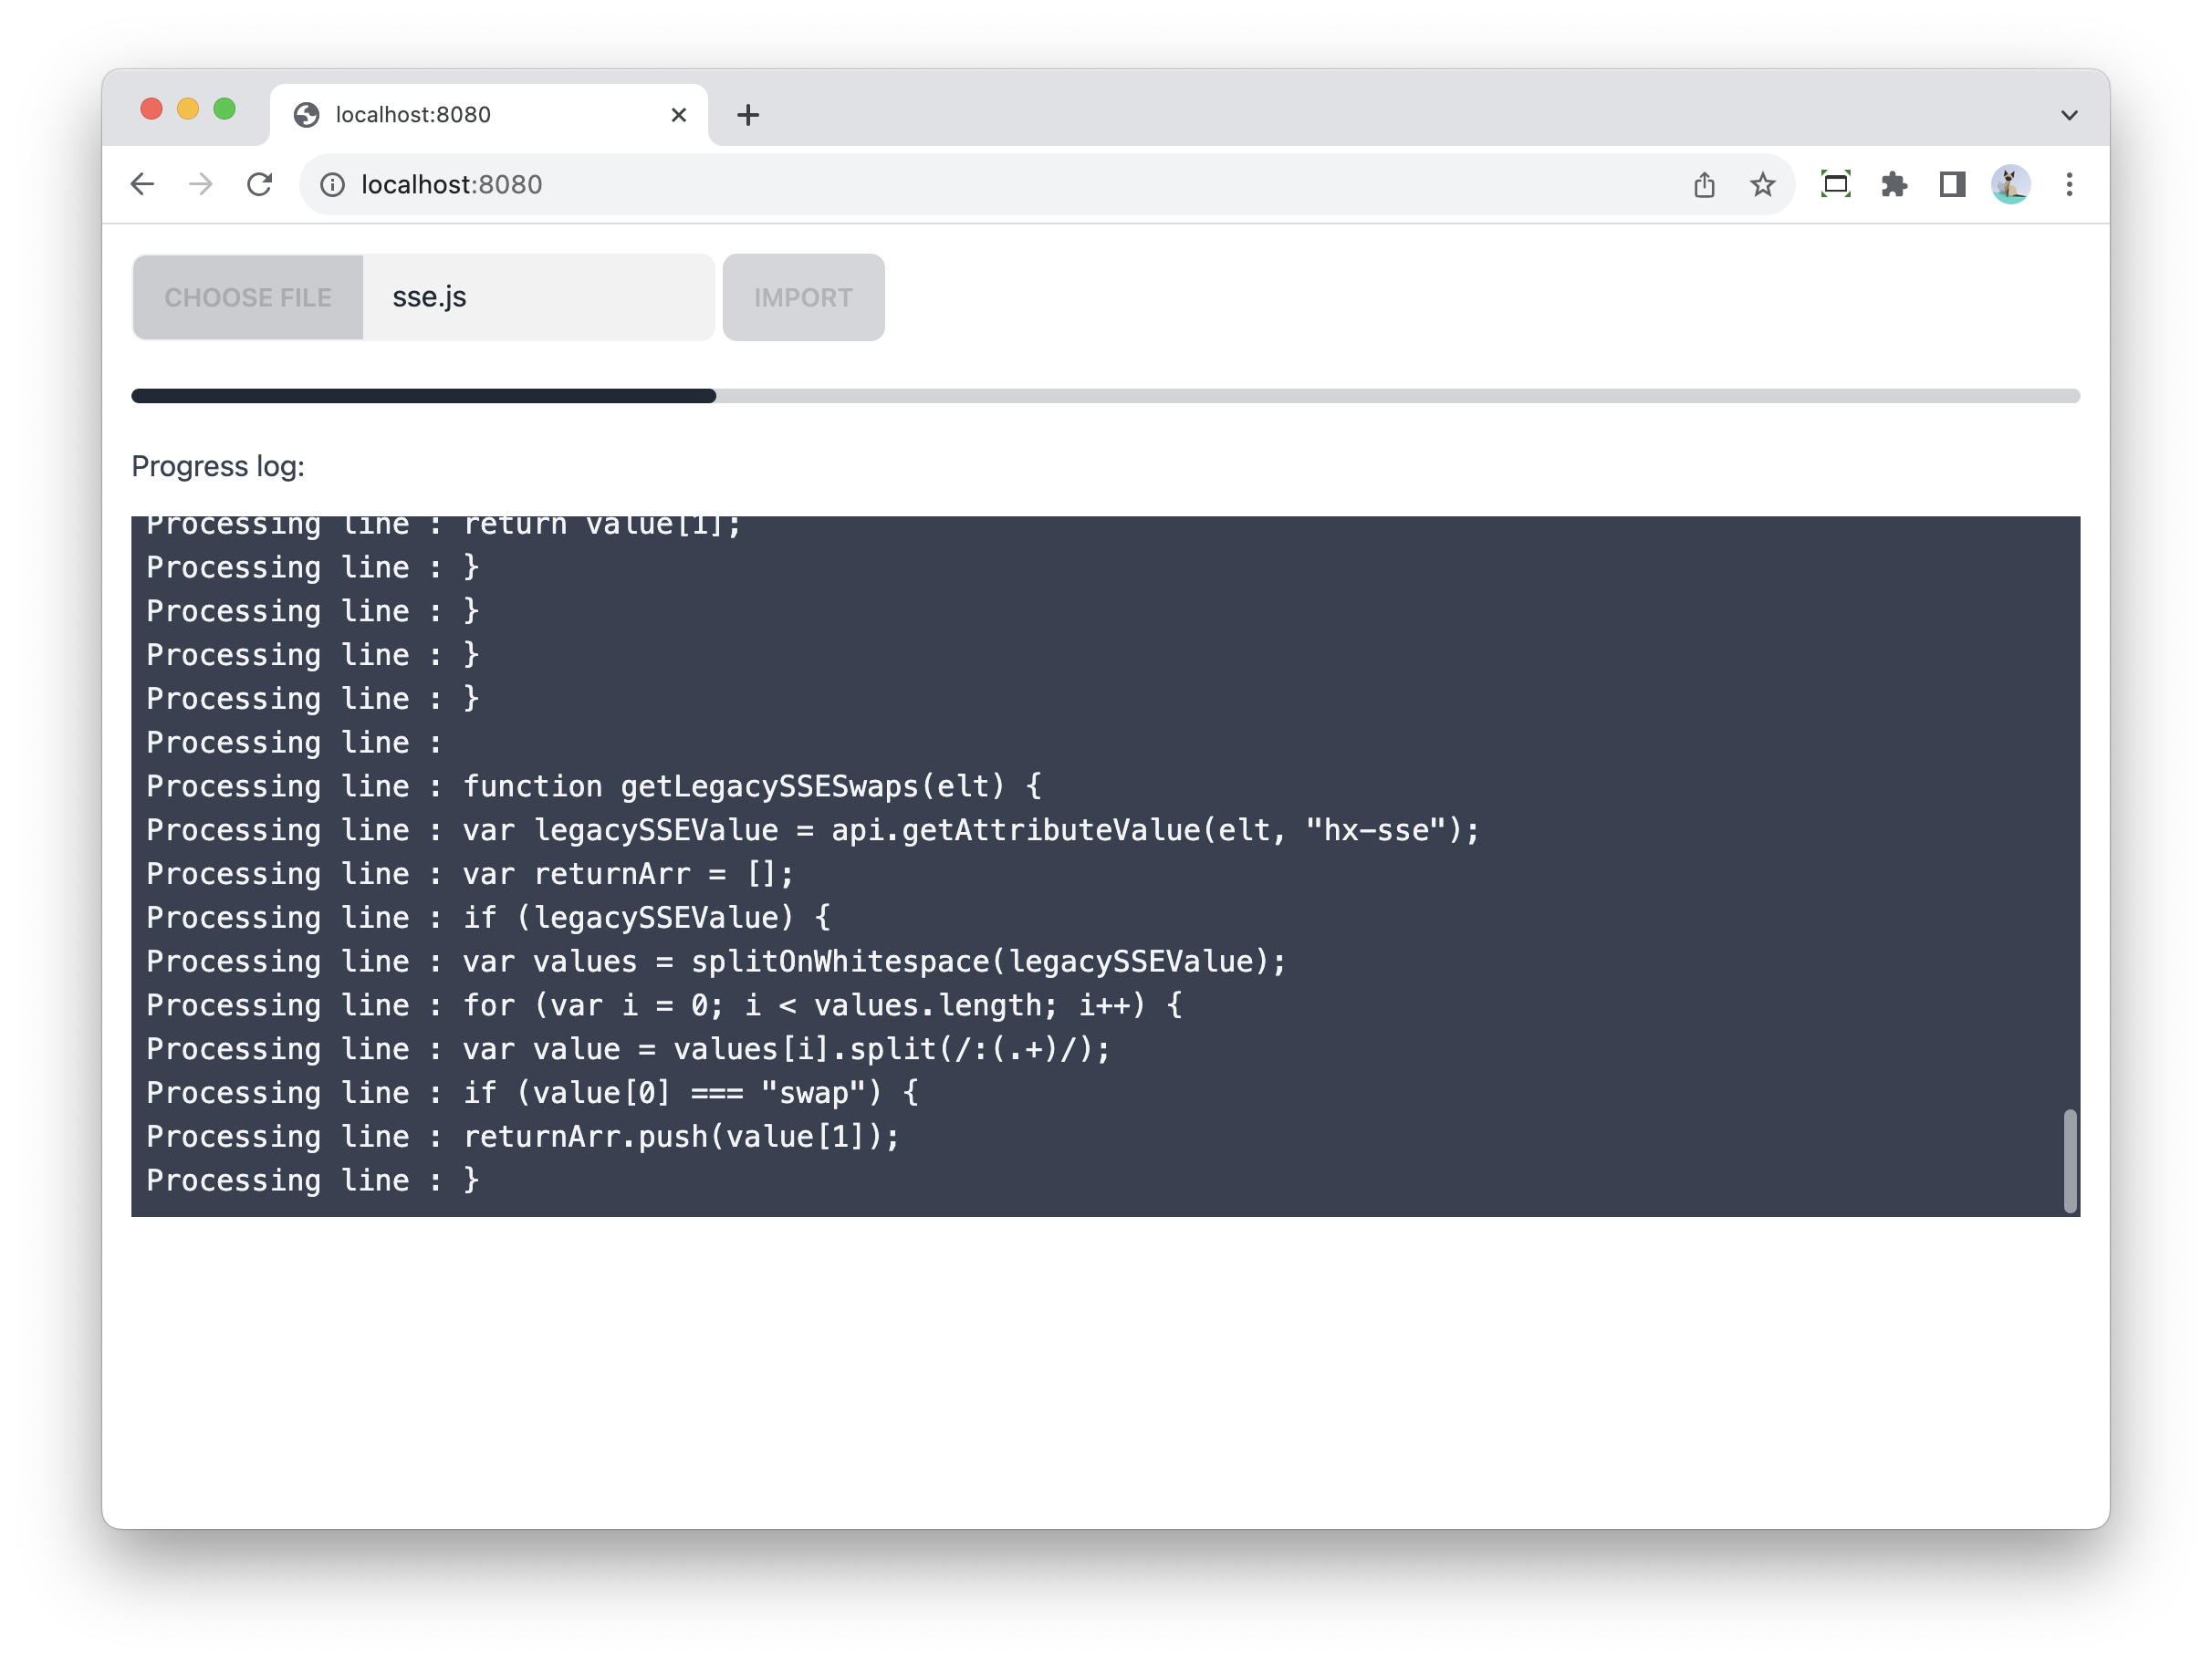 localhost:8080
localhost:8080
CHOOSE FILE sse.js IMPORT
Progress log:
Processing line : return value[1];
Processing line : }
Processing line : }
Processing line : }
Processing line : }
Processing line :
Processing line : function getLegacySSESwaps(elt) {
Processing line : var legacySSEValue = api.getAttributeValue(elt, "hx-sse");
Processing line : var returnArr = [];
Processing line : if (legacySSEValue) {
Processing line : var values = splitOnWhitespace(legacySSEValue);
Processing line : for (var i = 0; i < values.length; i++) {
Processing line : var value = values[i].split(/:(.+)/);
Processing line : if (value[0] === "swap") {
Processing line : returnArr.push(value[1]);
Processing line : }